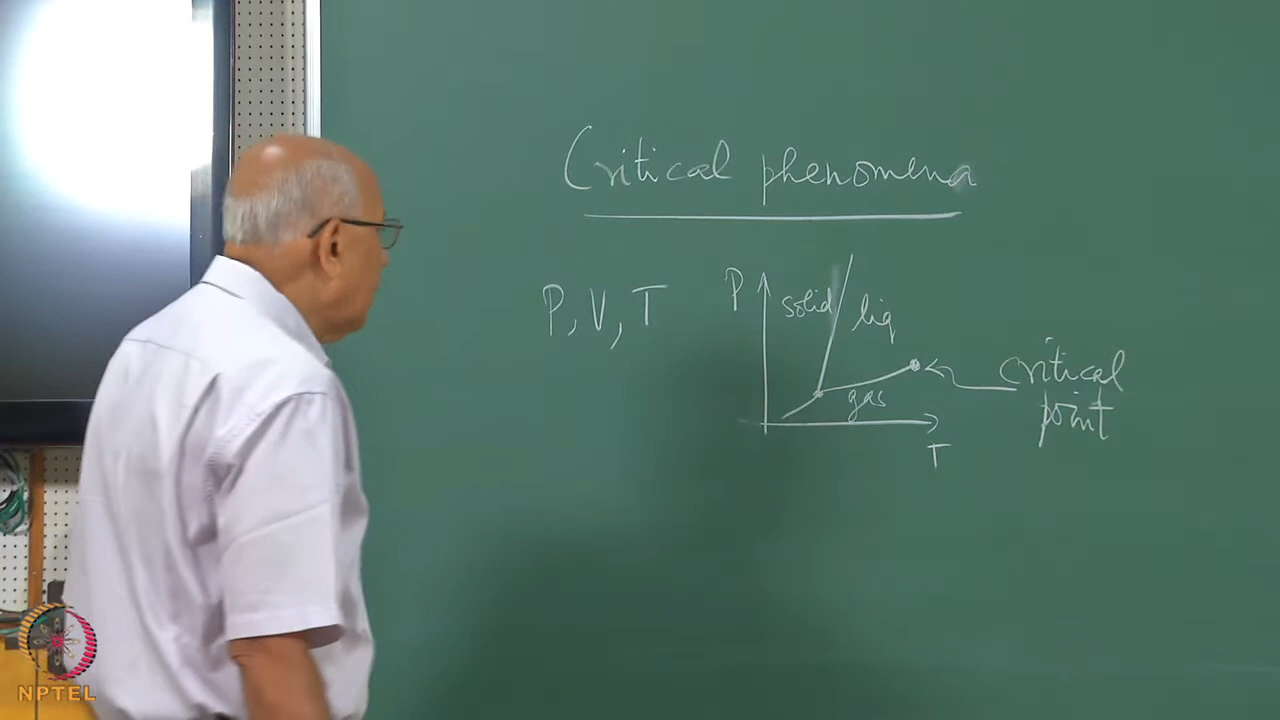 Critical phenomena
P, V, T
P
solid
liq
gas
T
critical
point
NPTEL